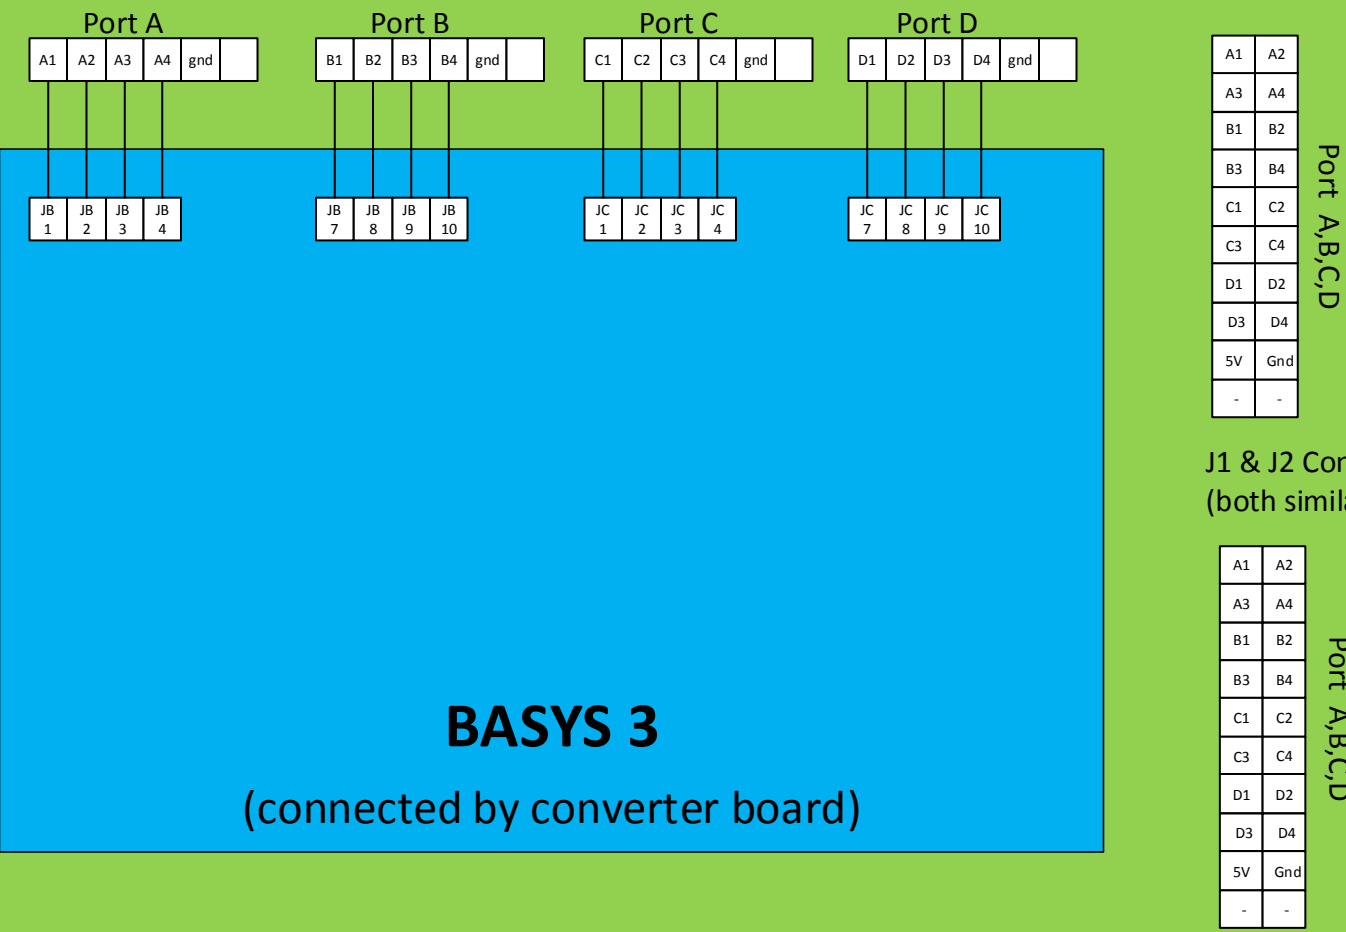 Port A
Port B
Port C
Port D
A1 A2 A3 A4 gnd
B1 B2 B3 B4 gnd
C1 C2 C3 C4 gnd
D1 D2 D3 D4 gnd
JB 1 JB 2 JB 3 JB 4
JB 7 JB 8 JB 9 JB 10
JC 1 JC 2 JC 3 JC 4
JC 7 JC 8 JC 9 JC 10
BASYS 3
(connected by converter board)
A1 A2
A3 A4
B1 B2
B3 B4
C1 C2
C3 C4
D1 D2
D3 D4
5V Gnd
- -
Port A,B,C,D
J1 & J2
(both
A1 A2
A3 A4
B1 B2
B3 B4
C1 C2
C3 C4
D1 D2
D3 D4
5V Gnd
- -
Port A,B,C,D